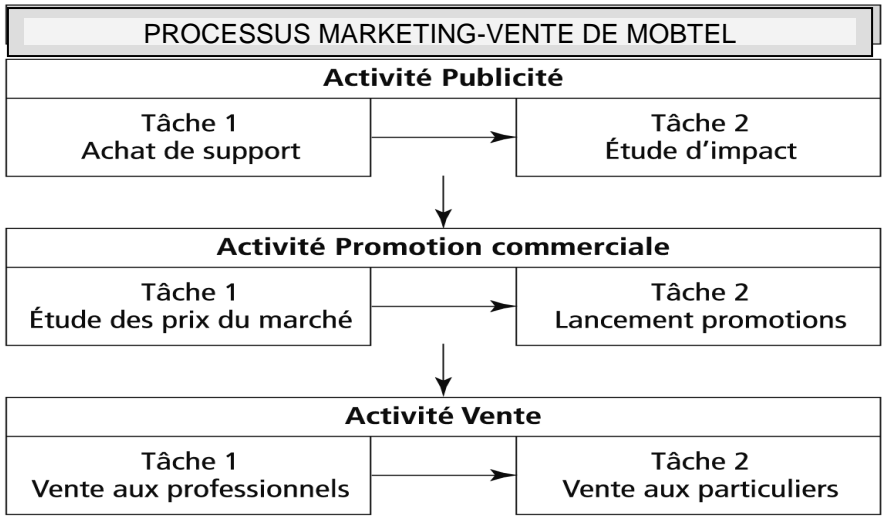 PROCESSUS MARKETING-VENTE DE MOBTEL
Activité Publicité
Tâche 1
Achat de support
Tâche 2
Étude d'impact
Activité Promotion commerciale
Tâche 1
Étude des prix du marché
Tâche 2
Lancement promotions
Activité Vente
Tâche 1
Vente aux professionnels
Tâche 2
Vente aux particuliers